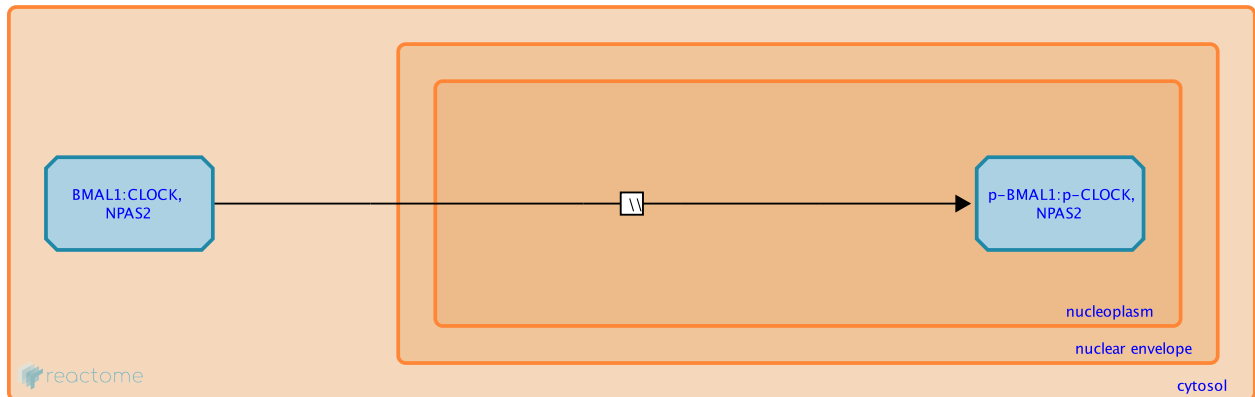 BMAL1:CLOCK,
NPAS2
\\
p-BMAL1:p-CLOCK,
NPAS2
nucleoplasm
nuclear envelope
reactome
cytosol